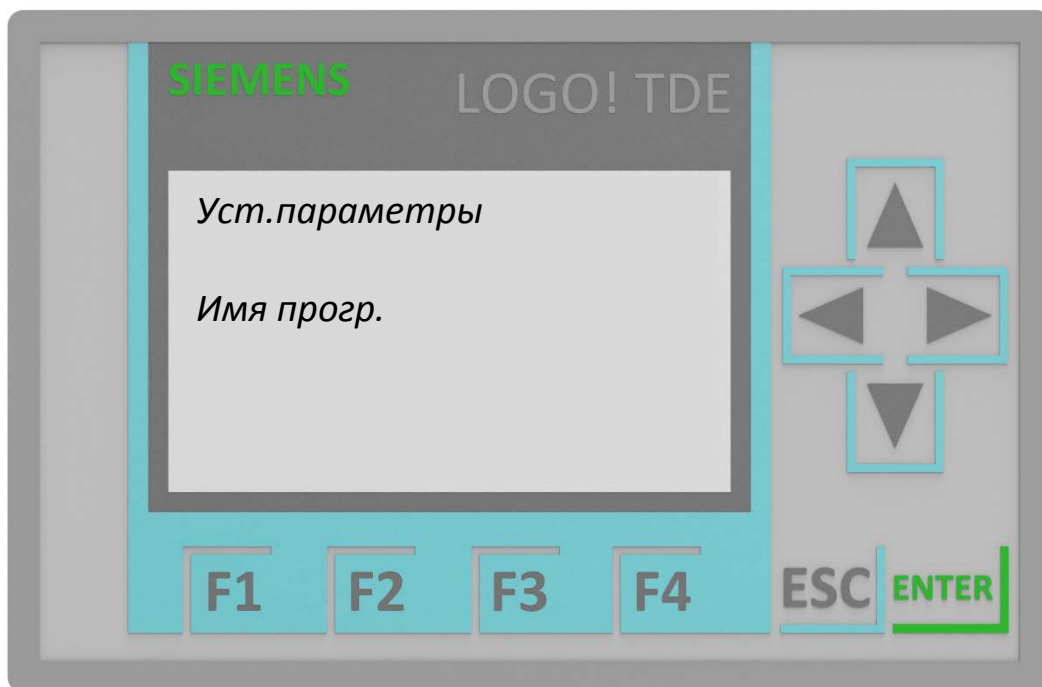 SIEMENS
LOGO! TDE
Уст.параметры
Имя прогр.
F1 F2 F3 F4 ESC ENTER